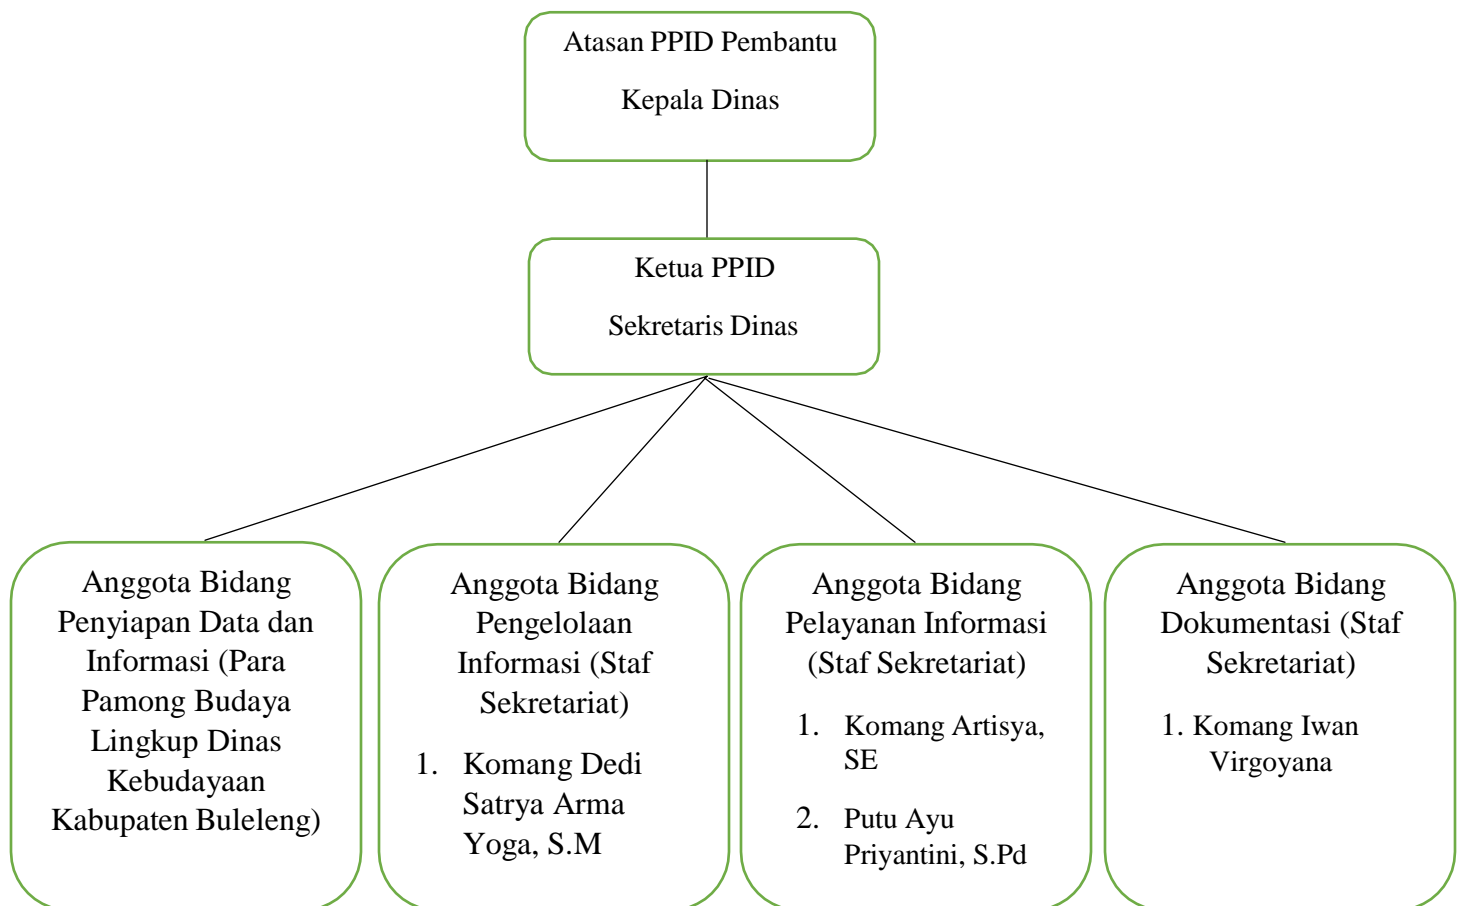 Atasan PPID Pembantu
Kepala Dinas
Ketua PPID
Sekretaris Dinas
Anggota Bidang
Penyiapan Data dan
Informasi (Para
Pamong Budaya
Lingkup Dinas
Kebudayaan
Kabupaten Buleleng)
Anggota Bidang
Pengelolaan
Informasi (Staf
Sekretariat)
1. Komang Dedi
Satrya Arma
Yoga, S.M
Anggota Bidang
Pelayanan Informasi
(Staf Sekretariat)
1. Komang Artisya,
SE
2. Putu Ayu
Priyantini, S.Pd
Anggota Bidang
Dokumentasi (Staf
Sekretariat)
1. Komang Iwan
Virgoyana